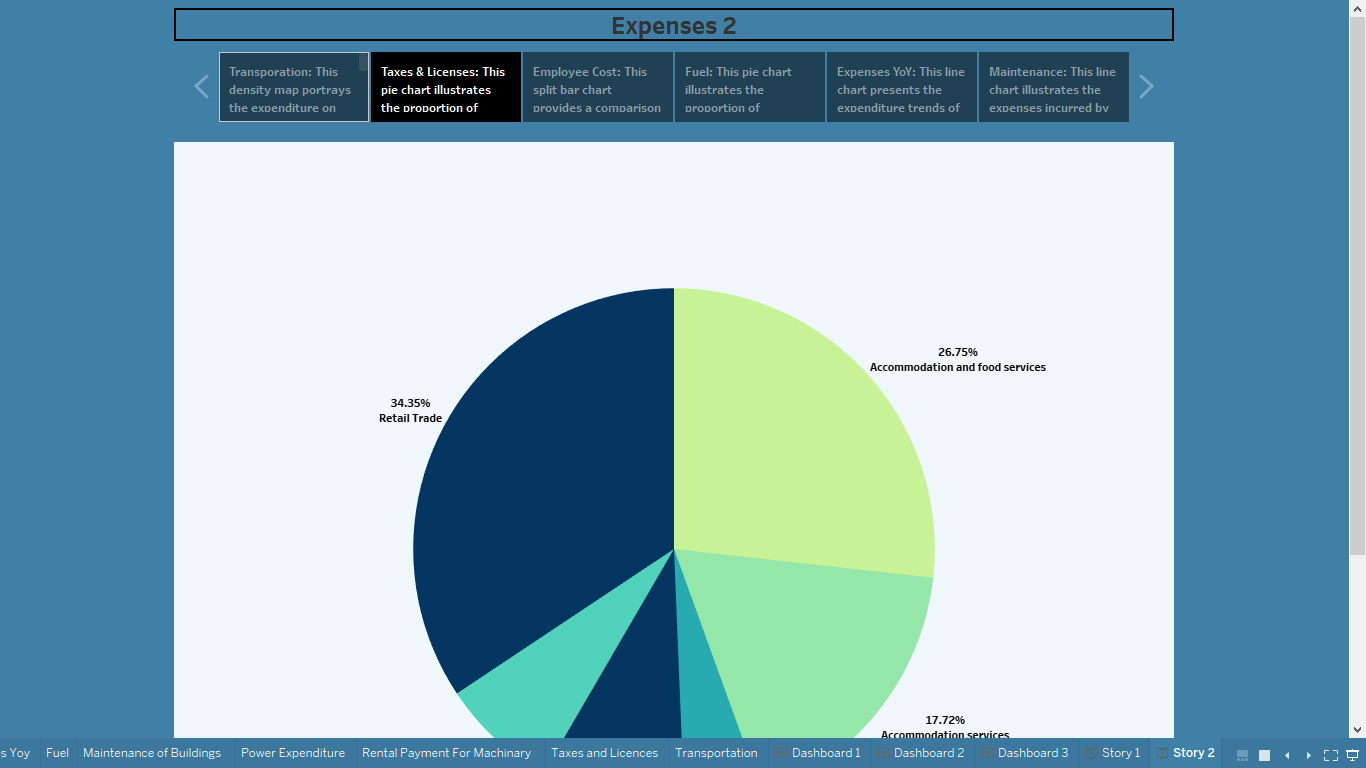 Expenses 2
Transporation: This
density map portrays
the expenditure on
Taxes & Licenses: This
pie chart illustrates
the proportion of
Employee Cost: This
split bar chart
provides a comparison
Fuel: This pie chart
illustrates the
proportion of
Expenses YoY: This line
chart presents the
expenditure trends of
Maintenance: This line
chart illustrates the
expenses incurred by
26.75%
Accommodation and food services
34.35%
Retail Trade
17.72%
Accommodation services
s Yoy
Fuel
Maintenance of Buildings
Power Expenditure
Rental Payment For Machinary
Taxes and Licences
Transportation
Dashboard 1
Dashboard 2
Dashboard 3
Story 1
Story 2